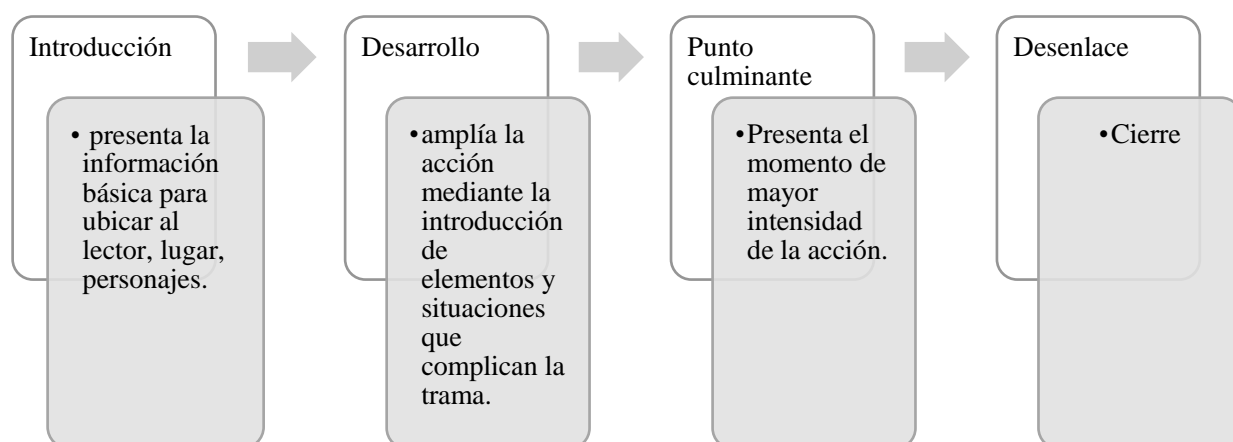 Introducción
• presenta la
información
básica para
ubicar al
lector, lugar,
personajes.
Desarrollo
•amplía la
acción
mediante la
introducción
de
elementos y
situaciones
que
complican la
trama.
Punto
culminante
•Presenta el
momento de
mayor
intensidad
de la acción.
Desenlace
•Cierre